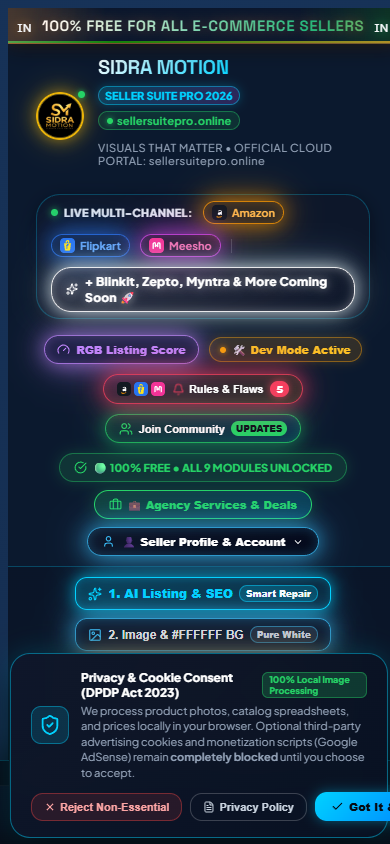 IN 100% FREE FOR ALL E-COMMERCE SELLERS IN
SIDRA MOTION
SELLER SUITE PRO 2026
sellersuitepro.online
SIDRA
MOTION
VISUALS THAT MATTER • OFFICIAL CLOUD
PORTAL: sellersuitepro.online
LIVE MULTI-CHANNEL: a Amazon
Flipkart M Meesho
+ Blinkit, Zepto, Myntra & More Coming
Soon 🚀
RGB Listing Score 🛠️ Dev Mode Active
a M Rules & Flaws 5
Join Community UPDATES
100% FREE • ALL 9 MODULES UNLOCKED
💼 Agency Services & Deals
👤 Seller Profile & Account
1. AI Listing & SEO Smart Repair
2. Image & #FFFFFF BG Pure White
Privacy & Cookie Consent
(DPDP Act 2023)
100% Local Image
Processing
We process product photos, catalog spreadsheets,
and prices locally in your browser. Optional third-party
advertising cookies and monetization scripts (Google
AdSense) remain completely blocked until you choose
to accept.
✕ Reject Non-Essential Privacy Policy ✓ Got It &